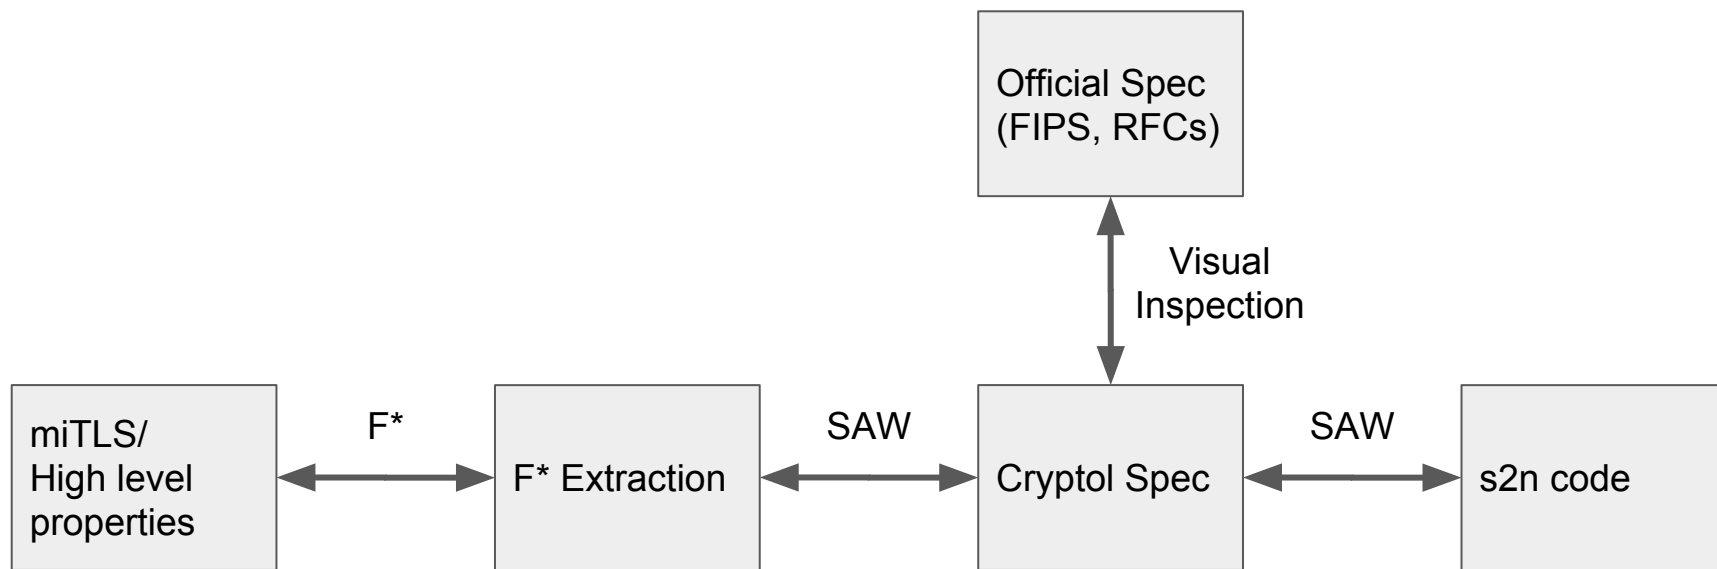 Official Spec
(FIPS, RFCs)
Visual
Inspection
miTLS/
High level
properties
F*
F* Extraction
SAW
Cryptol Spec
SAW
s2n code